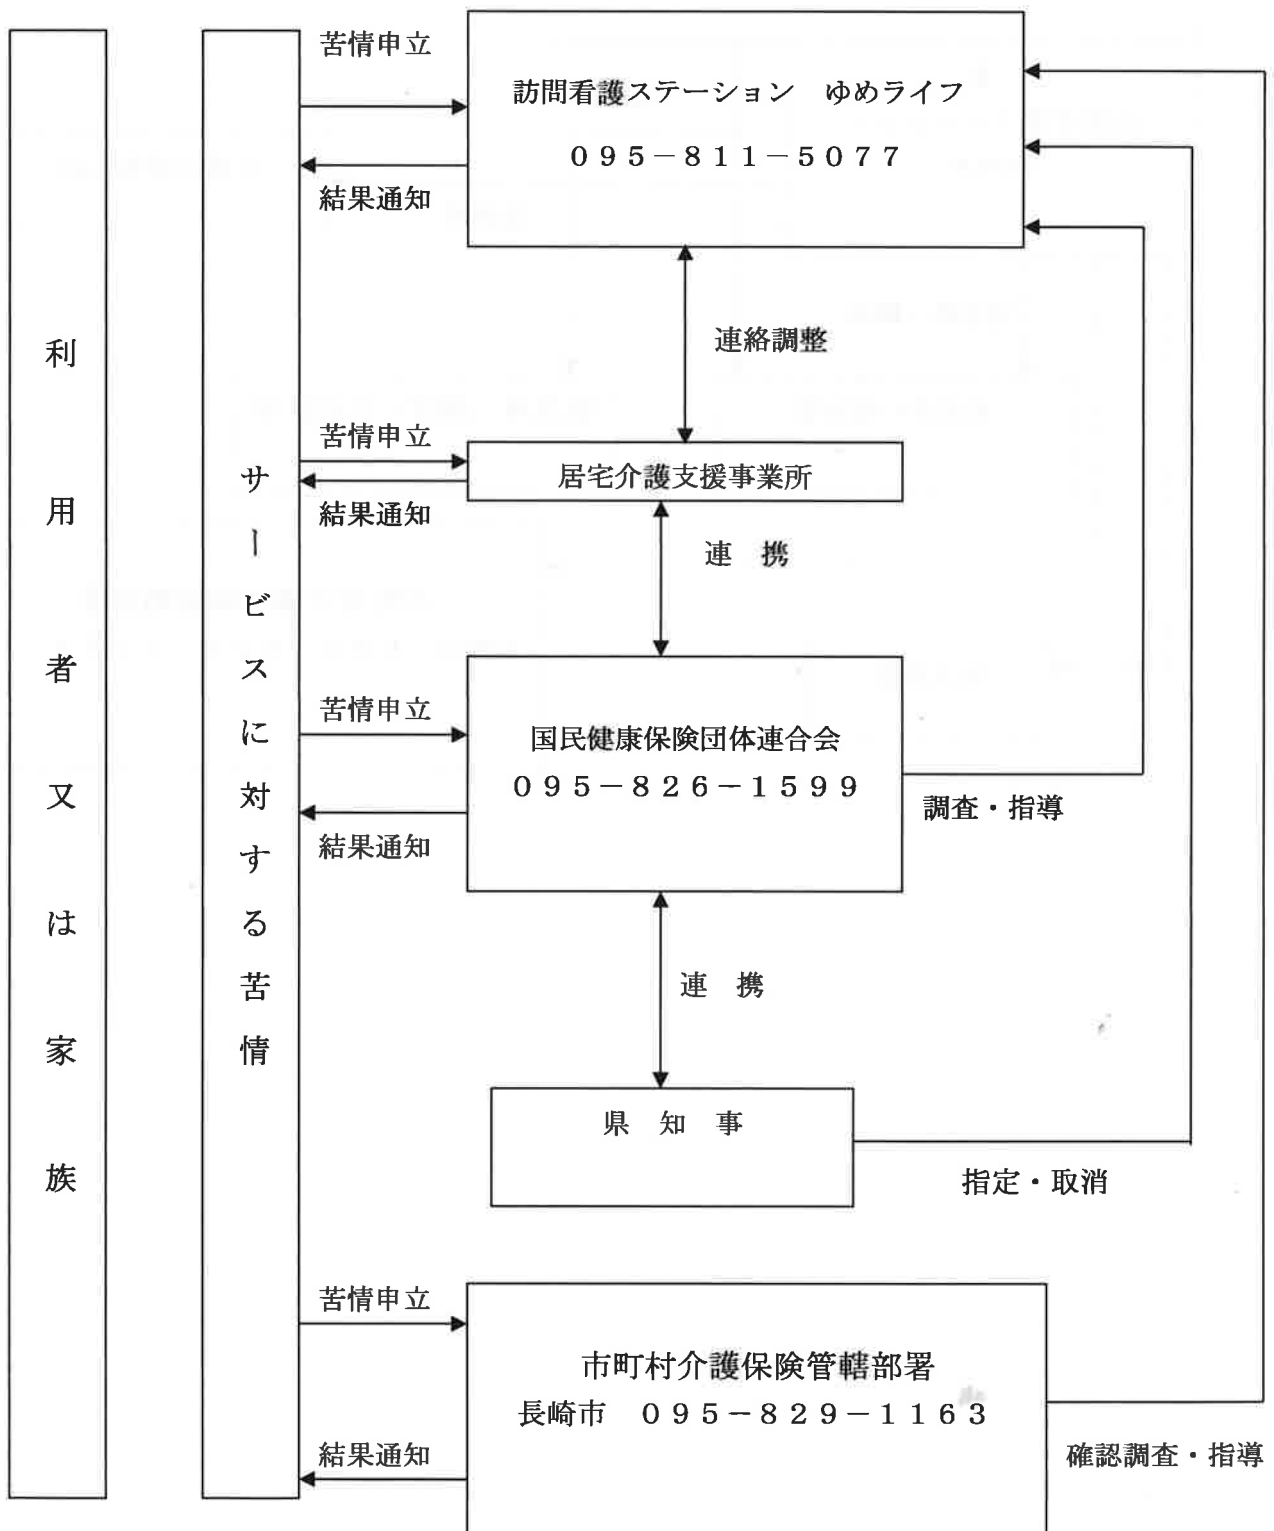 利用者又は家族
サービスに対する苦情
苦情申立
結果通知
訪問看護ステーション　ゆめライフ
０９５－８１１－５０７７
連絡調整
苦情申立
結果通知
居宅介護支援事業所
連　携
苦情申立
結果通知
国民健康保険団体連合会
０９５－８２６－１５９９
調査・指導
連　携
県　知　事
指定・取消
苦情申立
結果通知
市町村介護保険管轄部署
長崎市　０９５－８２９－１１６３
確認調査・指導